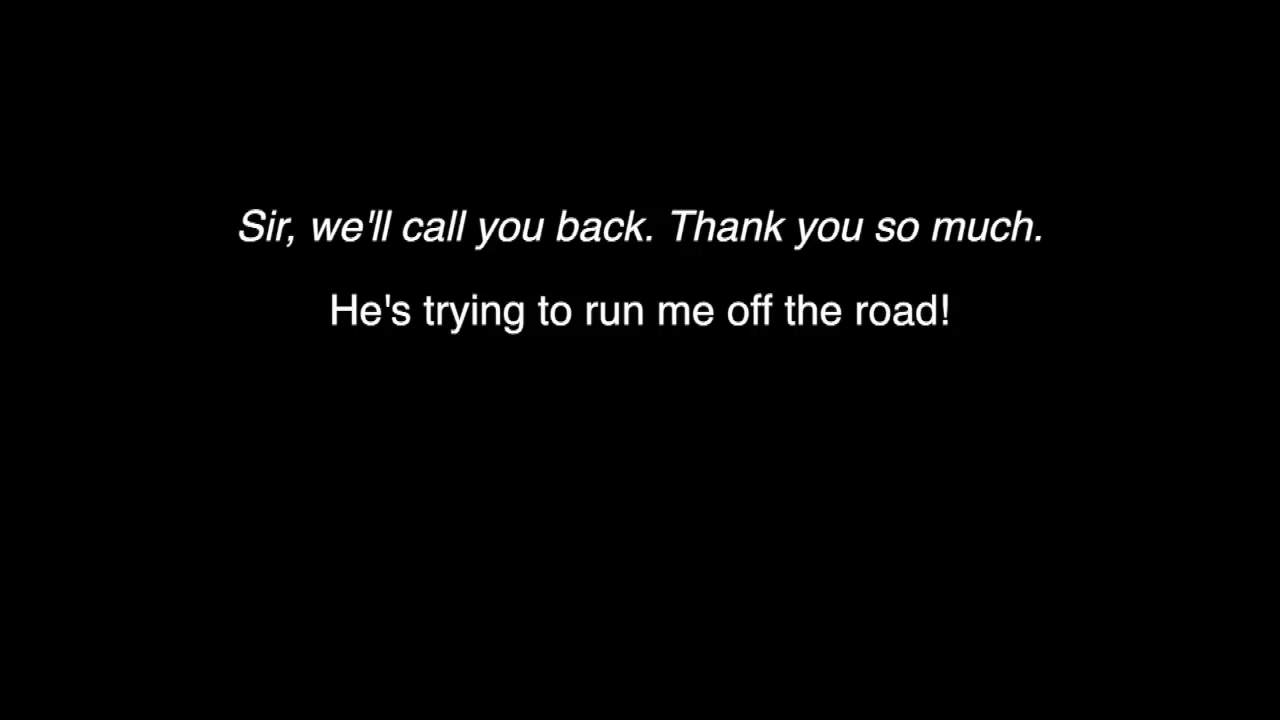 Sir, we'll call you back. Thank you so much.
He's trying to run me off the road!